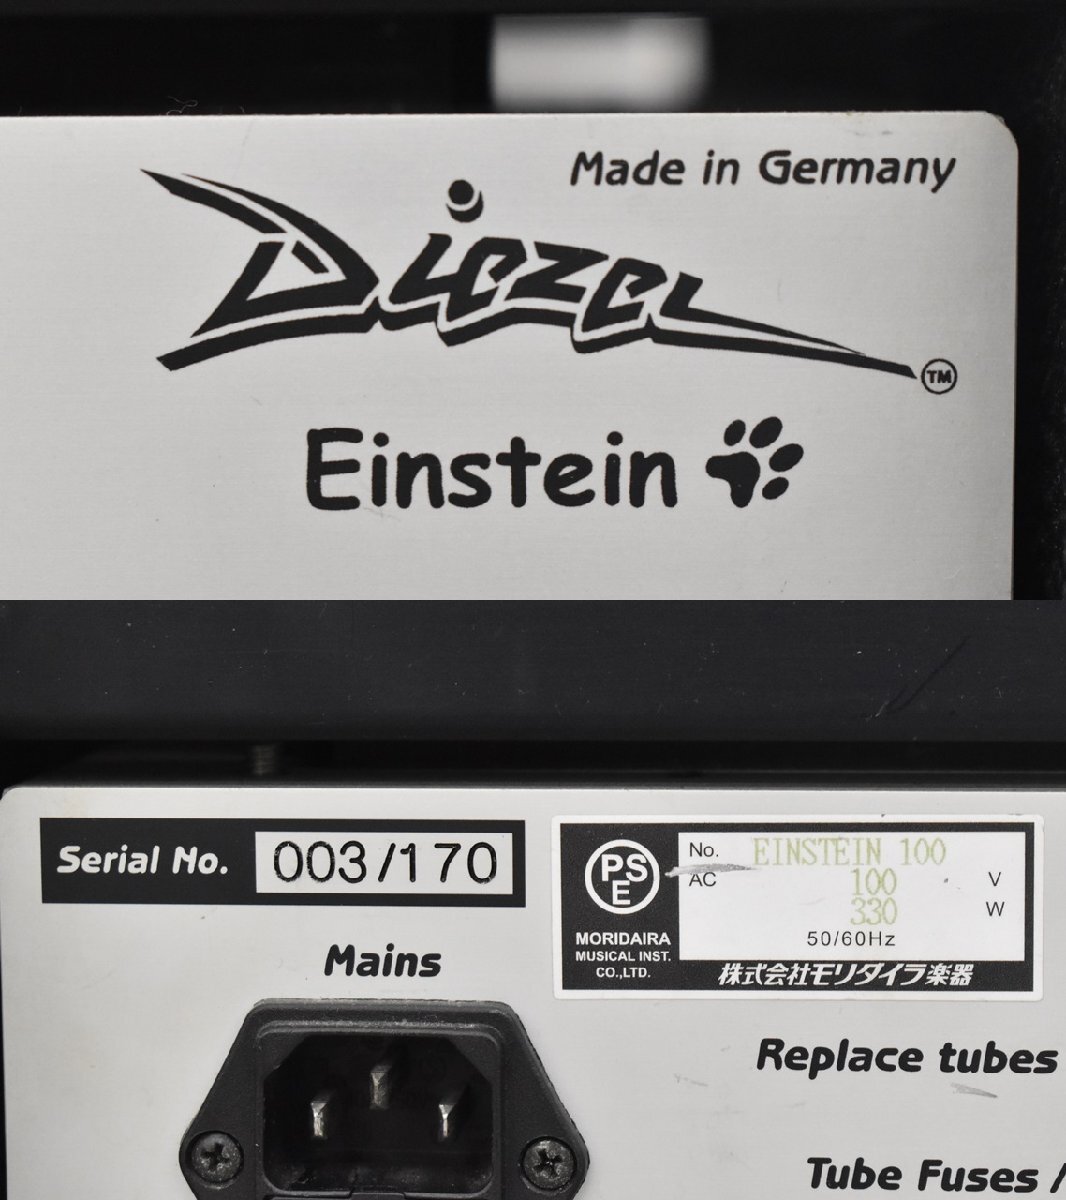 Made in Germany
Diezel
TM
Einstein
Serial No. 003/170
PSE
No. EINSTEIN 100
AC 100 V
330 W
50/60Hz
MORIDAIRA
MUSICAL INST.
CO.,LTD.
株式会社モリダイラ楽器
Mains
Replace tubes
Tube Fuses /